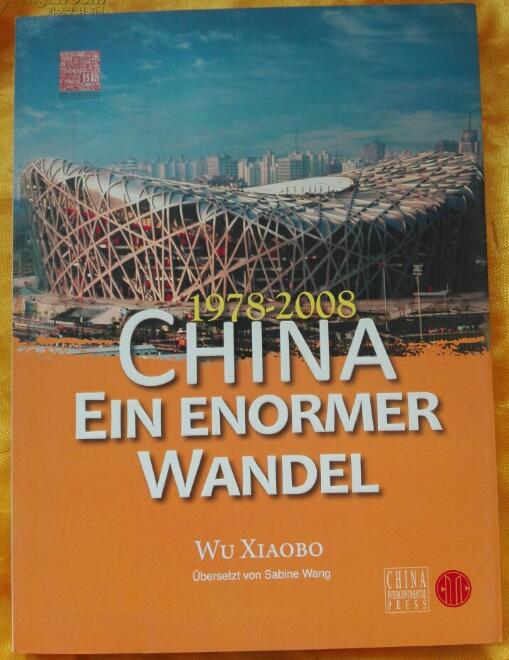 1978-2008
CHINA
EIN ENORMER
WANDEL
WU XIAOBO
Übersetzt von Sabine Wang
CHINA
INTERCONTINENTAL
PRESS